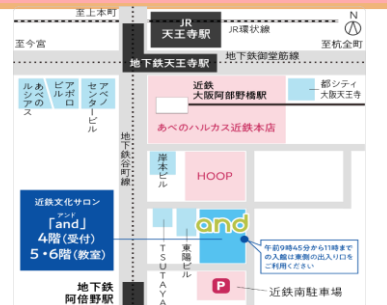 至上本町
JR
天王寺駅
JR環状線
N
至今宮
至杭全町
地下鉄御堂筋線
地下鉄天王寺駅
あべの
ルシアス
アポロ
ビル
アベノ
センタービル
近鉄
大阪阿部野橋駅
都シティ
大阪天王寺
あべのハルカス近鉄本店
地下鉄谷町線
岸本ビル
HOOP
近鉄文化サロン
アンド
「and」
4階(受付)
5・6階(教室)
and
TSUTAYA
東陽ビル
午前9時45分から11時まで
の入館は東側の出入り口を
ご利用ください
地下鉄
阿倍野駅
P
近鉄南駐車場